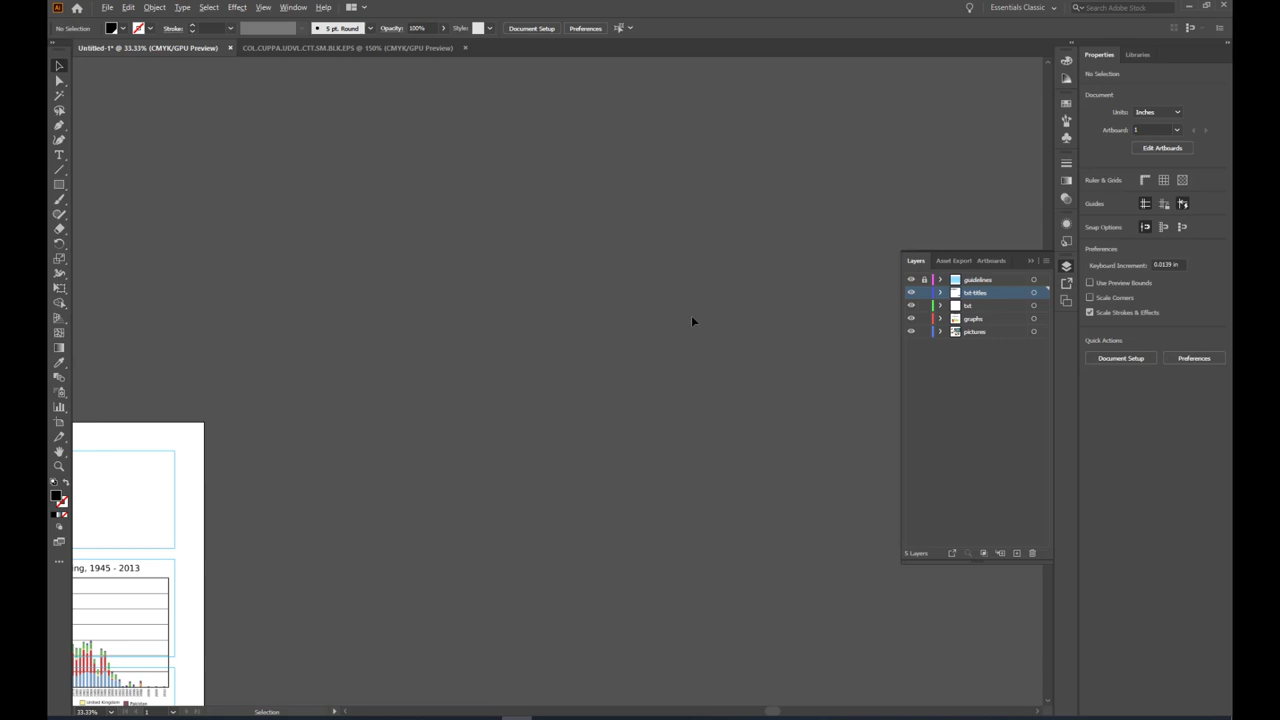 Ai File Edit Object Type Select Effect View Window Help Essentials Classic Search Adobe Stock
No Selection Stroke: 5 pt. Round Opacity: 100% Style: Document Setup Preferences
Untitled-1* @ 33.33% (CMYK/GPU Preview) × COL.CUPPA.UDVL.CTT.SM.BLK.EPS @ 150% (CMYK/GPU Preview) ×
Properties Libraries
No Selection
Document
Units: Inches
Artboard: 1
Edit Artboards
Ruler & Grids
Guides
Snap Options
Preferences
Keyboard Increment: 0.0139 in
Use Preview Bounds
Scale Corners
Scale Strokes & Effects
Quick Actions
Document Setup Preferences
Layers Asset Export Artboards
guidelines
txt-titles
txt
graphs
pictures
5 Layers
ing, 1945 - 2013
United Kingdom Pakistan
33.33% 1 Selection